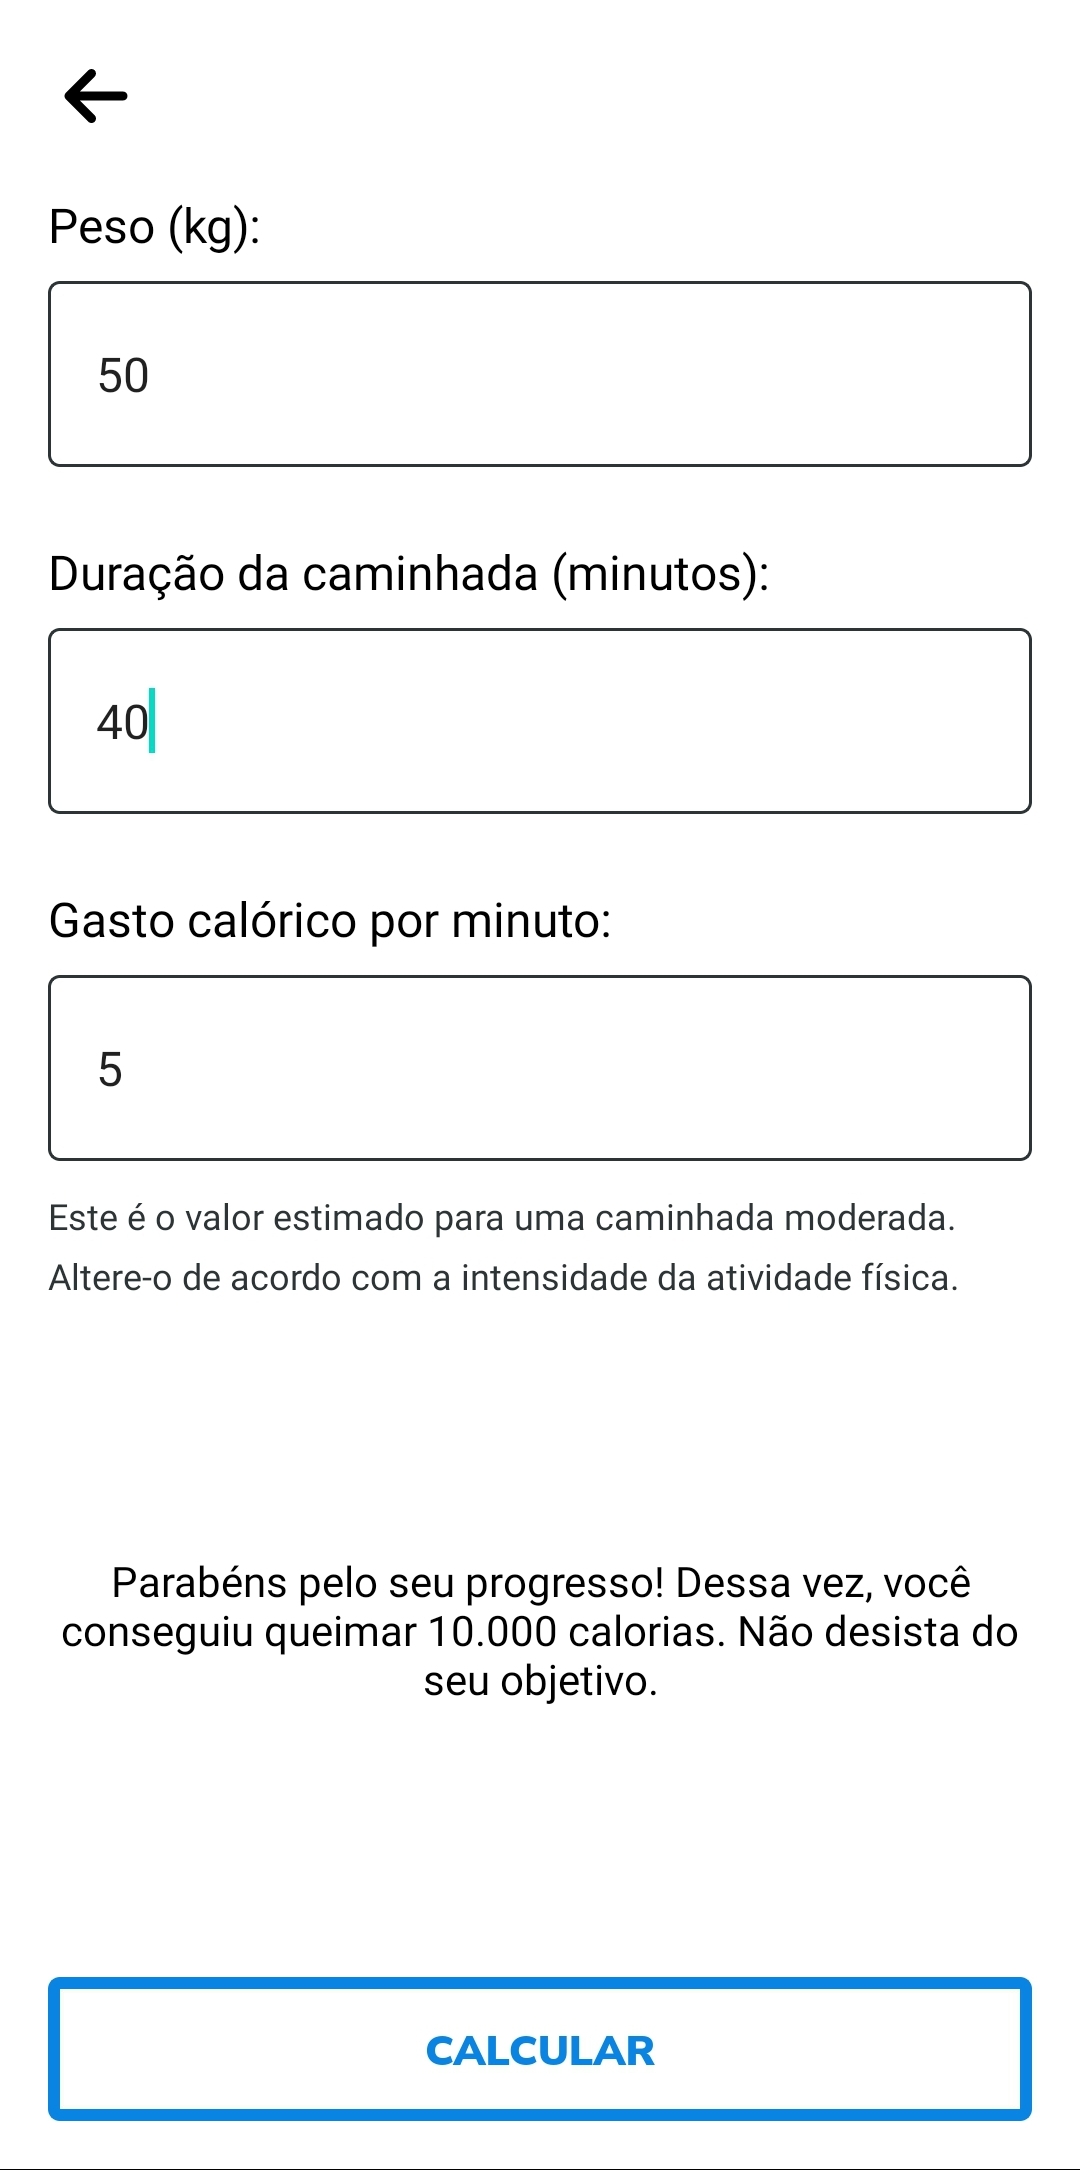 Peso (kg):
50
Duração da caminhada (minutos):
40
Gasto calórico por minuto:
5
Este é o valor estimado para uma caminhada moderada.
Altere-o de acordo com a intensidade da atividade física.
Parabéns pelo seu progresso! Dessa vez, você
conseguiu queimar 10.000 calorias. Não desista do
seu objetivo.
CALCULAR